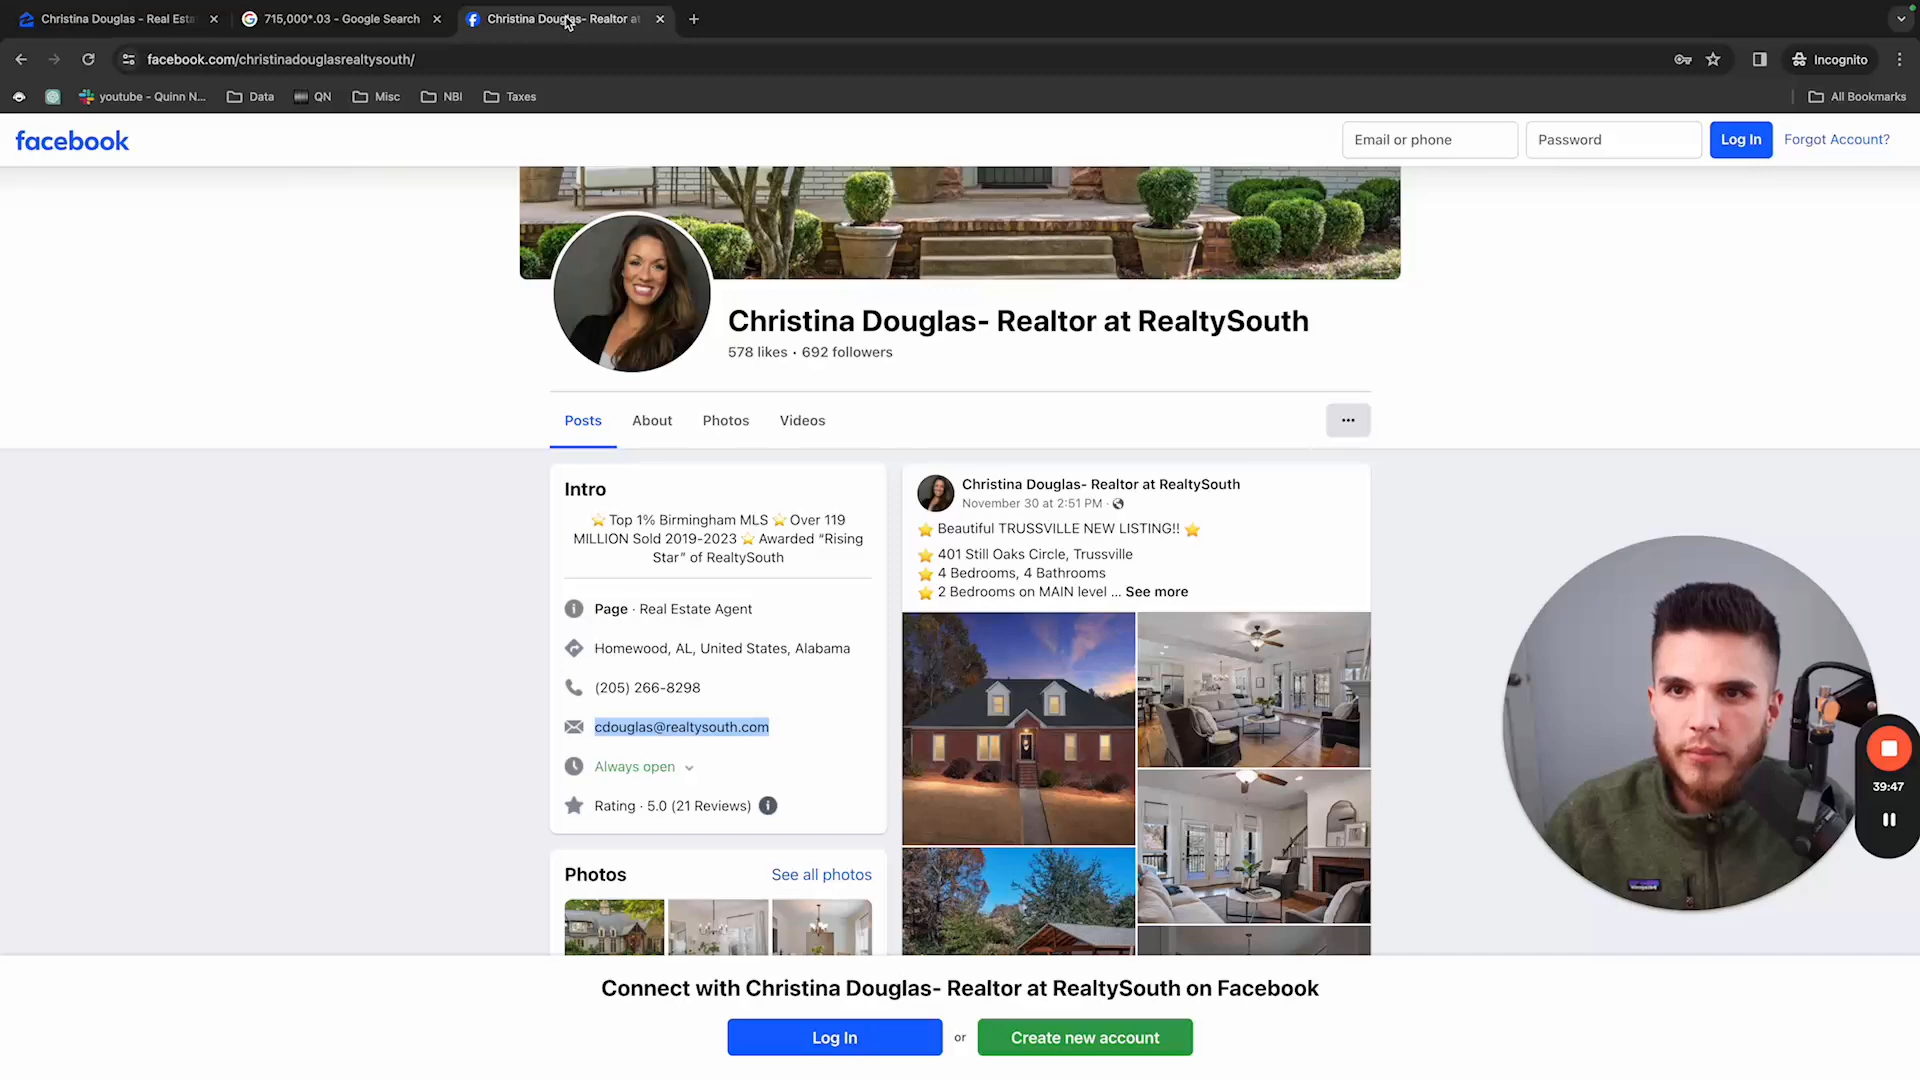 Christina Douglas - Real Esta
715,000*.03 - Google Search
Christina Douglas- Realtor at
facebook.com/christinadouglasrealtysouth/
Incognito
youtube - Quinn N...
Data
QN
Misc
NBI
Taxes
All Bookmarks
facebook
Email or phone
Password
Log In
Forgot Account?
Christina Douglas- Realtor at RealtySouth
578 likes • 692 followers
Posts
About
Photos
Videos
Intro
⭐ Top 1% Birmingham MLS ⭐ Over 119
MILLION Sold 2019-2023 ⭐ Awarded “Rising
Star” of RealtySouth
Page · Real Estate Agent
Homewood, AL, United States, Alabama
(205) 266-8298
cdouglas@realtysouth.com
Always open
Rating · 5.0 (21 Reviews)
Photos
See all photos
Christina Douglas- Realtor at RealtySouth
November 30 at 2:51 PM ·
⭐ Beautiful TRUSSVILLE NEW LISTING!! ⭐
⭐ 401 Still Oaks Circle, Trussville
⭐ 4 Bedrooms, 4 Bathrooms
⭐ 2 Bedrooms on MAIN level ... See more
39:47
Connect with Christina Douglas- Realtor at RealtySouth on Facebook
Log In
or
Create new account